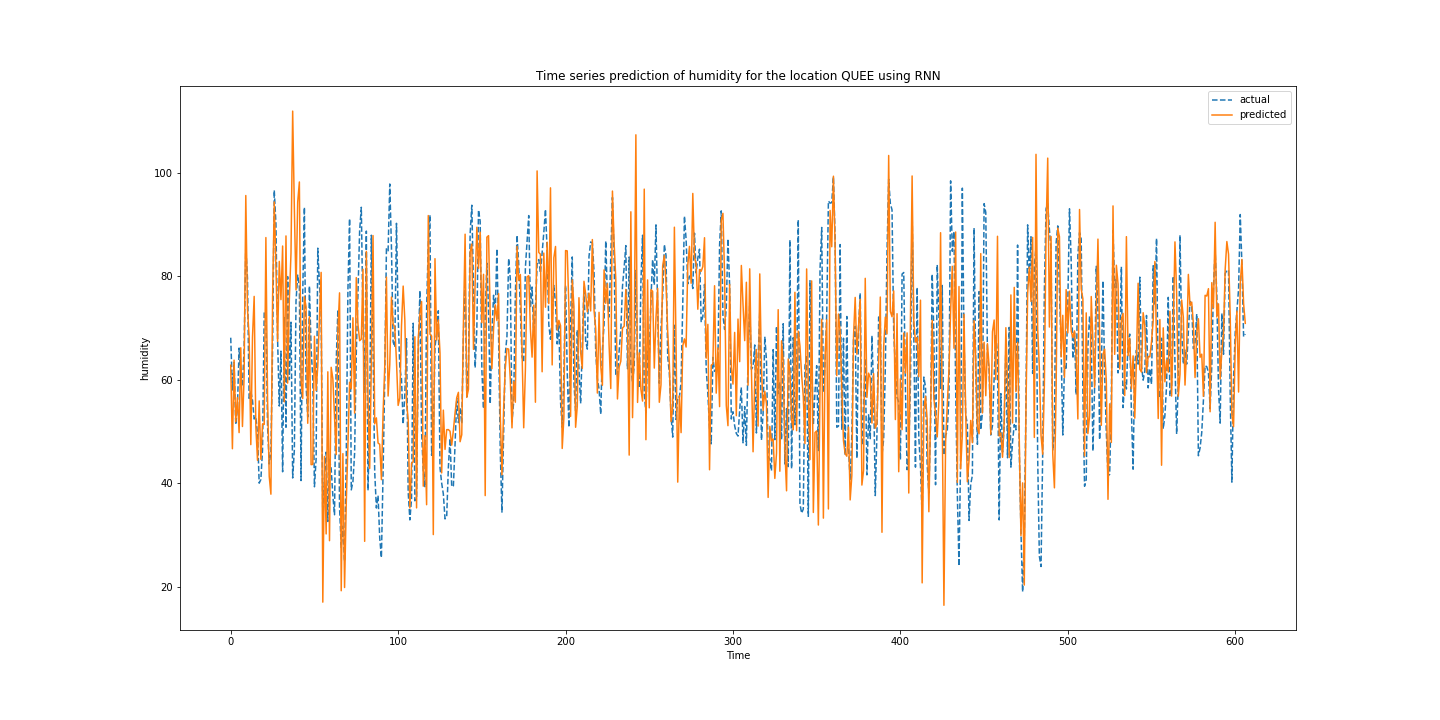 Time series prediction of humidity for the location QUEE using RNN
actual
predicted
humidity
100
80
60
40
20
0 100 200 300 400 500 600
Time